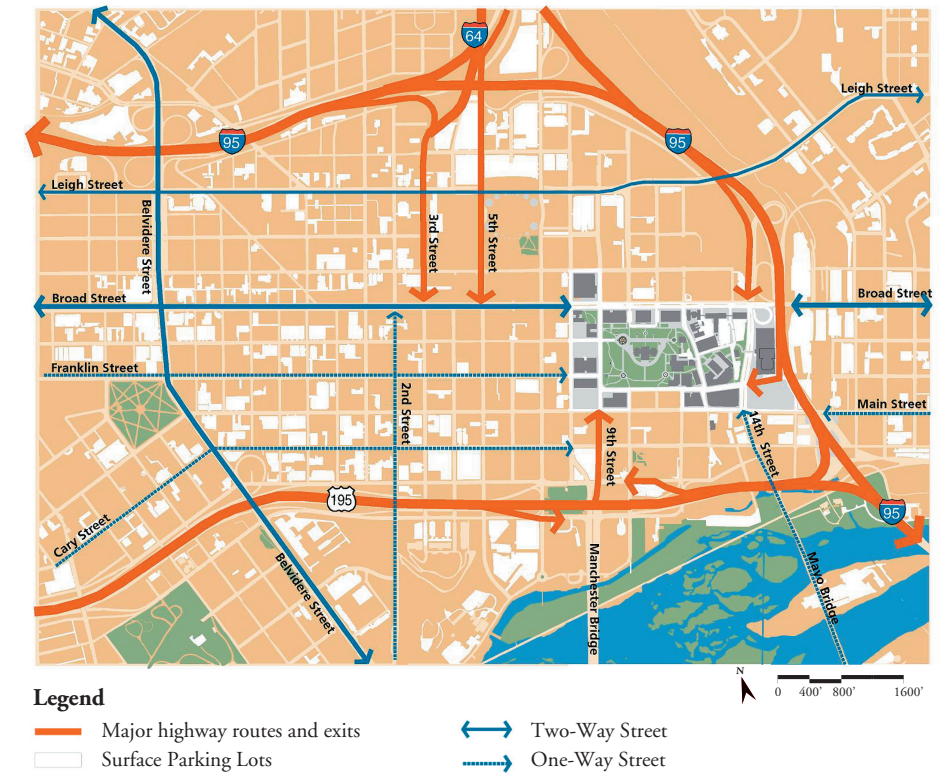 64
Leigh Street
95
95
Leigh Street
Belvidere Street
3rd Street
5th Street
Broad Street
Broad Street
Franklin Street
2nd Street
Main Street
9th Street
14th Street
195
95
Cary Street
Belvidere Street
Manchester Bridge
Mayo Bridge
N
0 400' 800' 1600'
Legend
Major highway routes and exits
Two-Way Street
Surface Parking Lots
One-Way Street